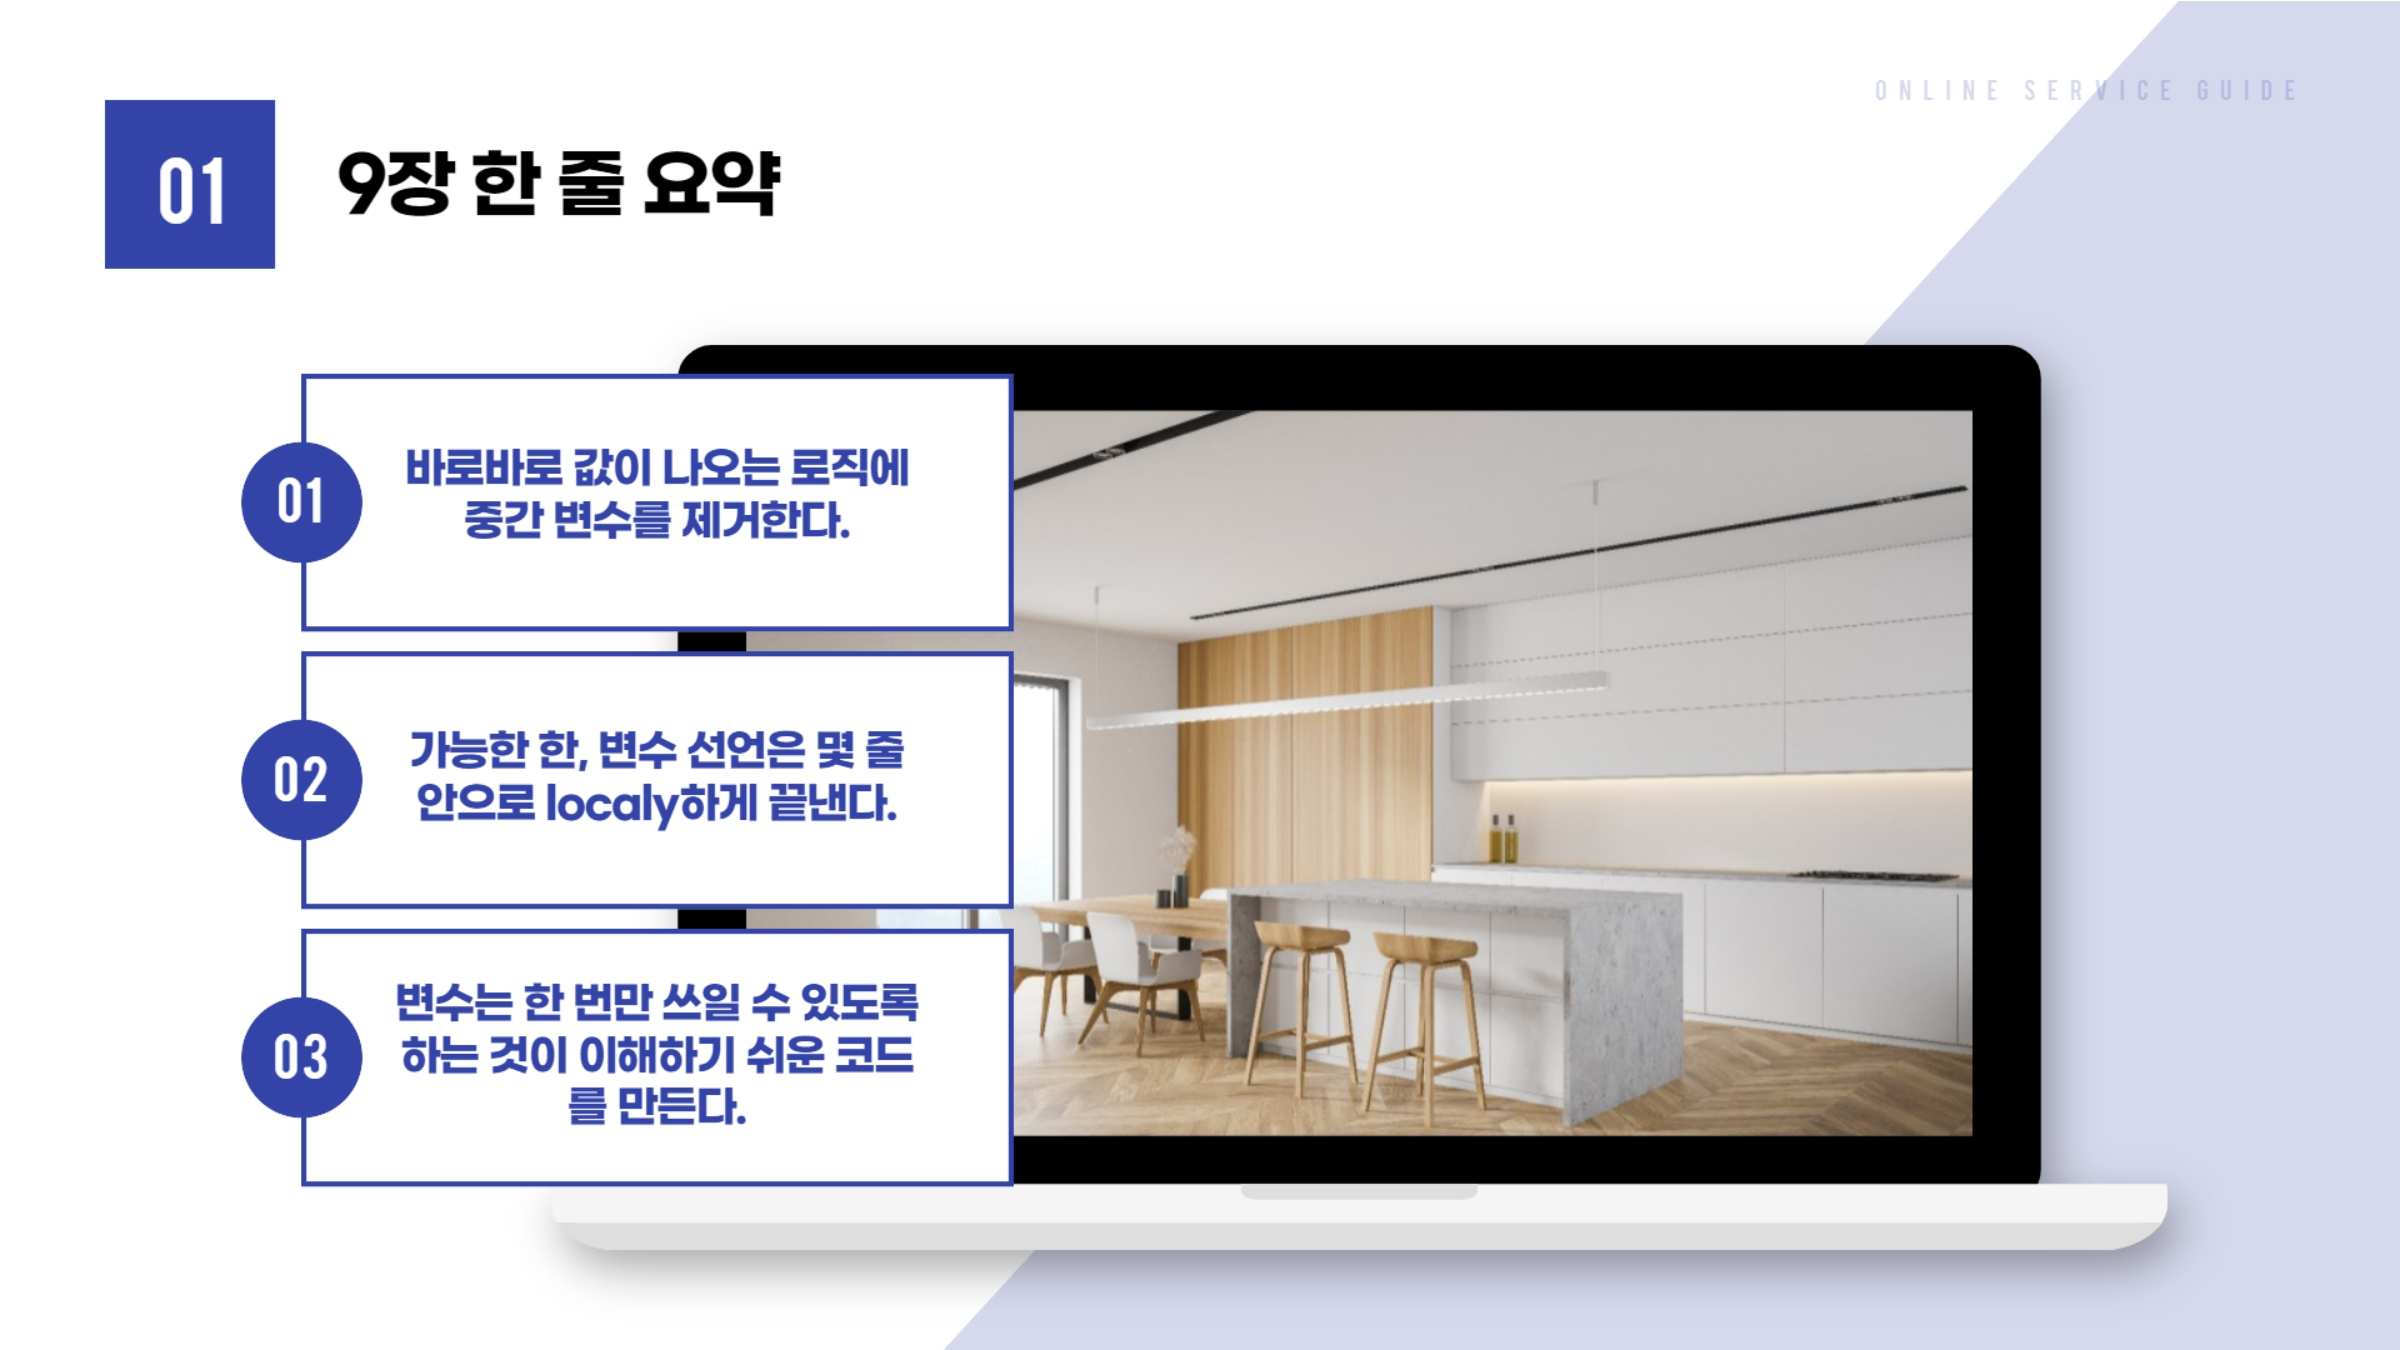 ONLINE SERVICE GUIDE
01
9장 한 줄 요약
01
바로바로 값이 나오는 로직에
중간 변수를 제거한다.
02
가능한 한, 변수 선언은 몇 줄
안으로 localy하게 끝낸다.
03
변수는 한 번만 쓰일 수 있도록
하는 것이 이해하기 쉬운 코드
를 만든다.